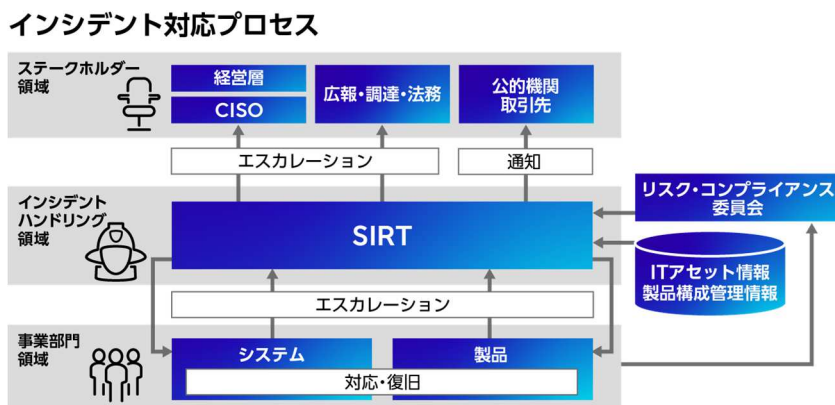 インシデント対応プロセス
ステークホルダー
領域
経営層
CISO
広報・調達・法務
公的機関
取引先
エスカレーション
通知
インシデント
ハンドリング
領域
SIRT
リスク・コンプライアンス
委員会
ITアセット情報
製品構成管理情報
エスカレーション
事業部門
領域
システム
製品
対応・復旧